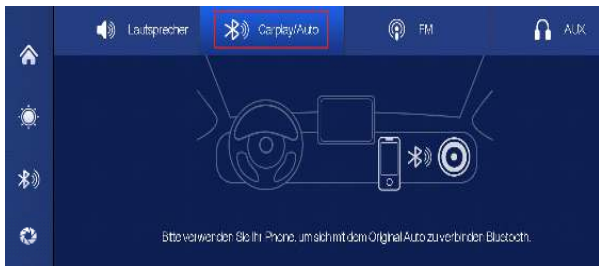 Lautsprecher
Carplay/Auto
FM
AUX
Bitte verwenden Sie Ihr Phone, um sich mit dem Original Auto zu verbinden Bluetooth.